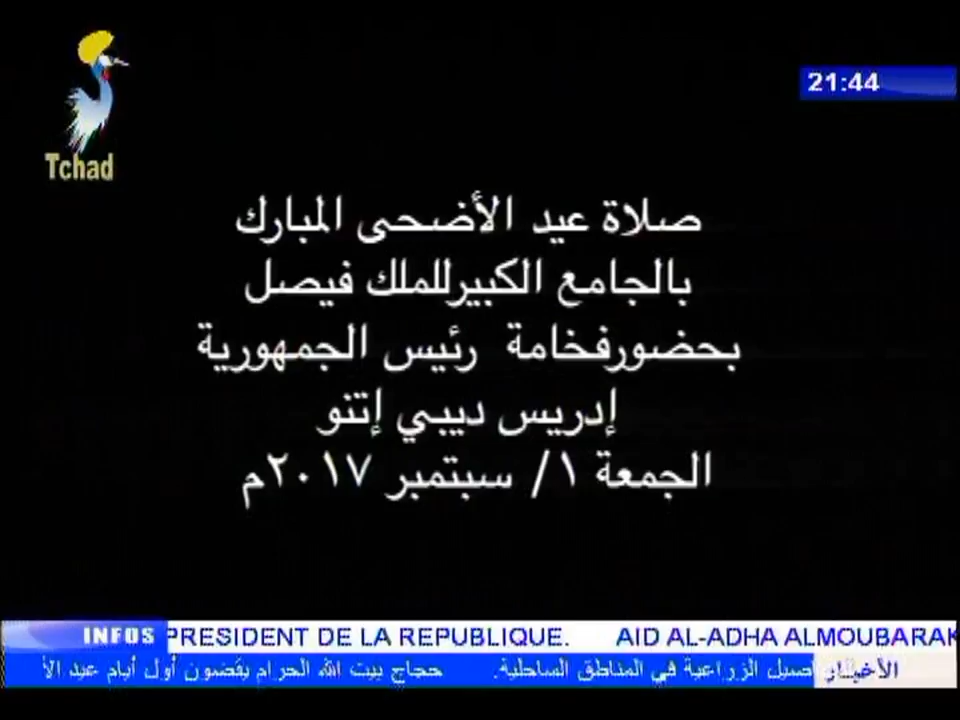 Tchad
21:44
صلاة عيد الأضحى المبارك
بالجامع الكبيرللملك فيصل
بحضورفخامة رئيس الجمهورية
إدريس ديبي إتنو
الجمعة ١/ سبتمبر ٢٠١٧م
INFOS PRESIDENT DE LA REPUBLIQUE. AID AL-ADHA ALMOUBARAK
الأخبار اصيل الزراعية في المناطق الساحلية. حجاج بيت الله الحرام يقضون أول أيام عيد الأ